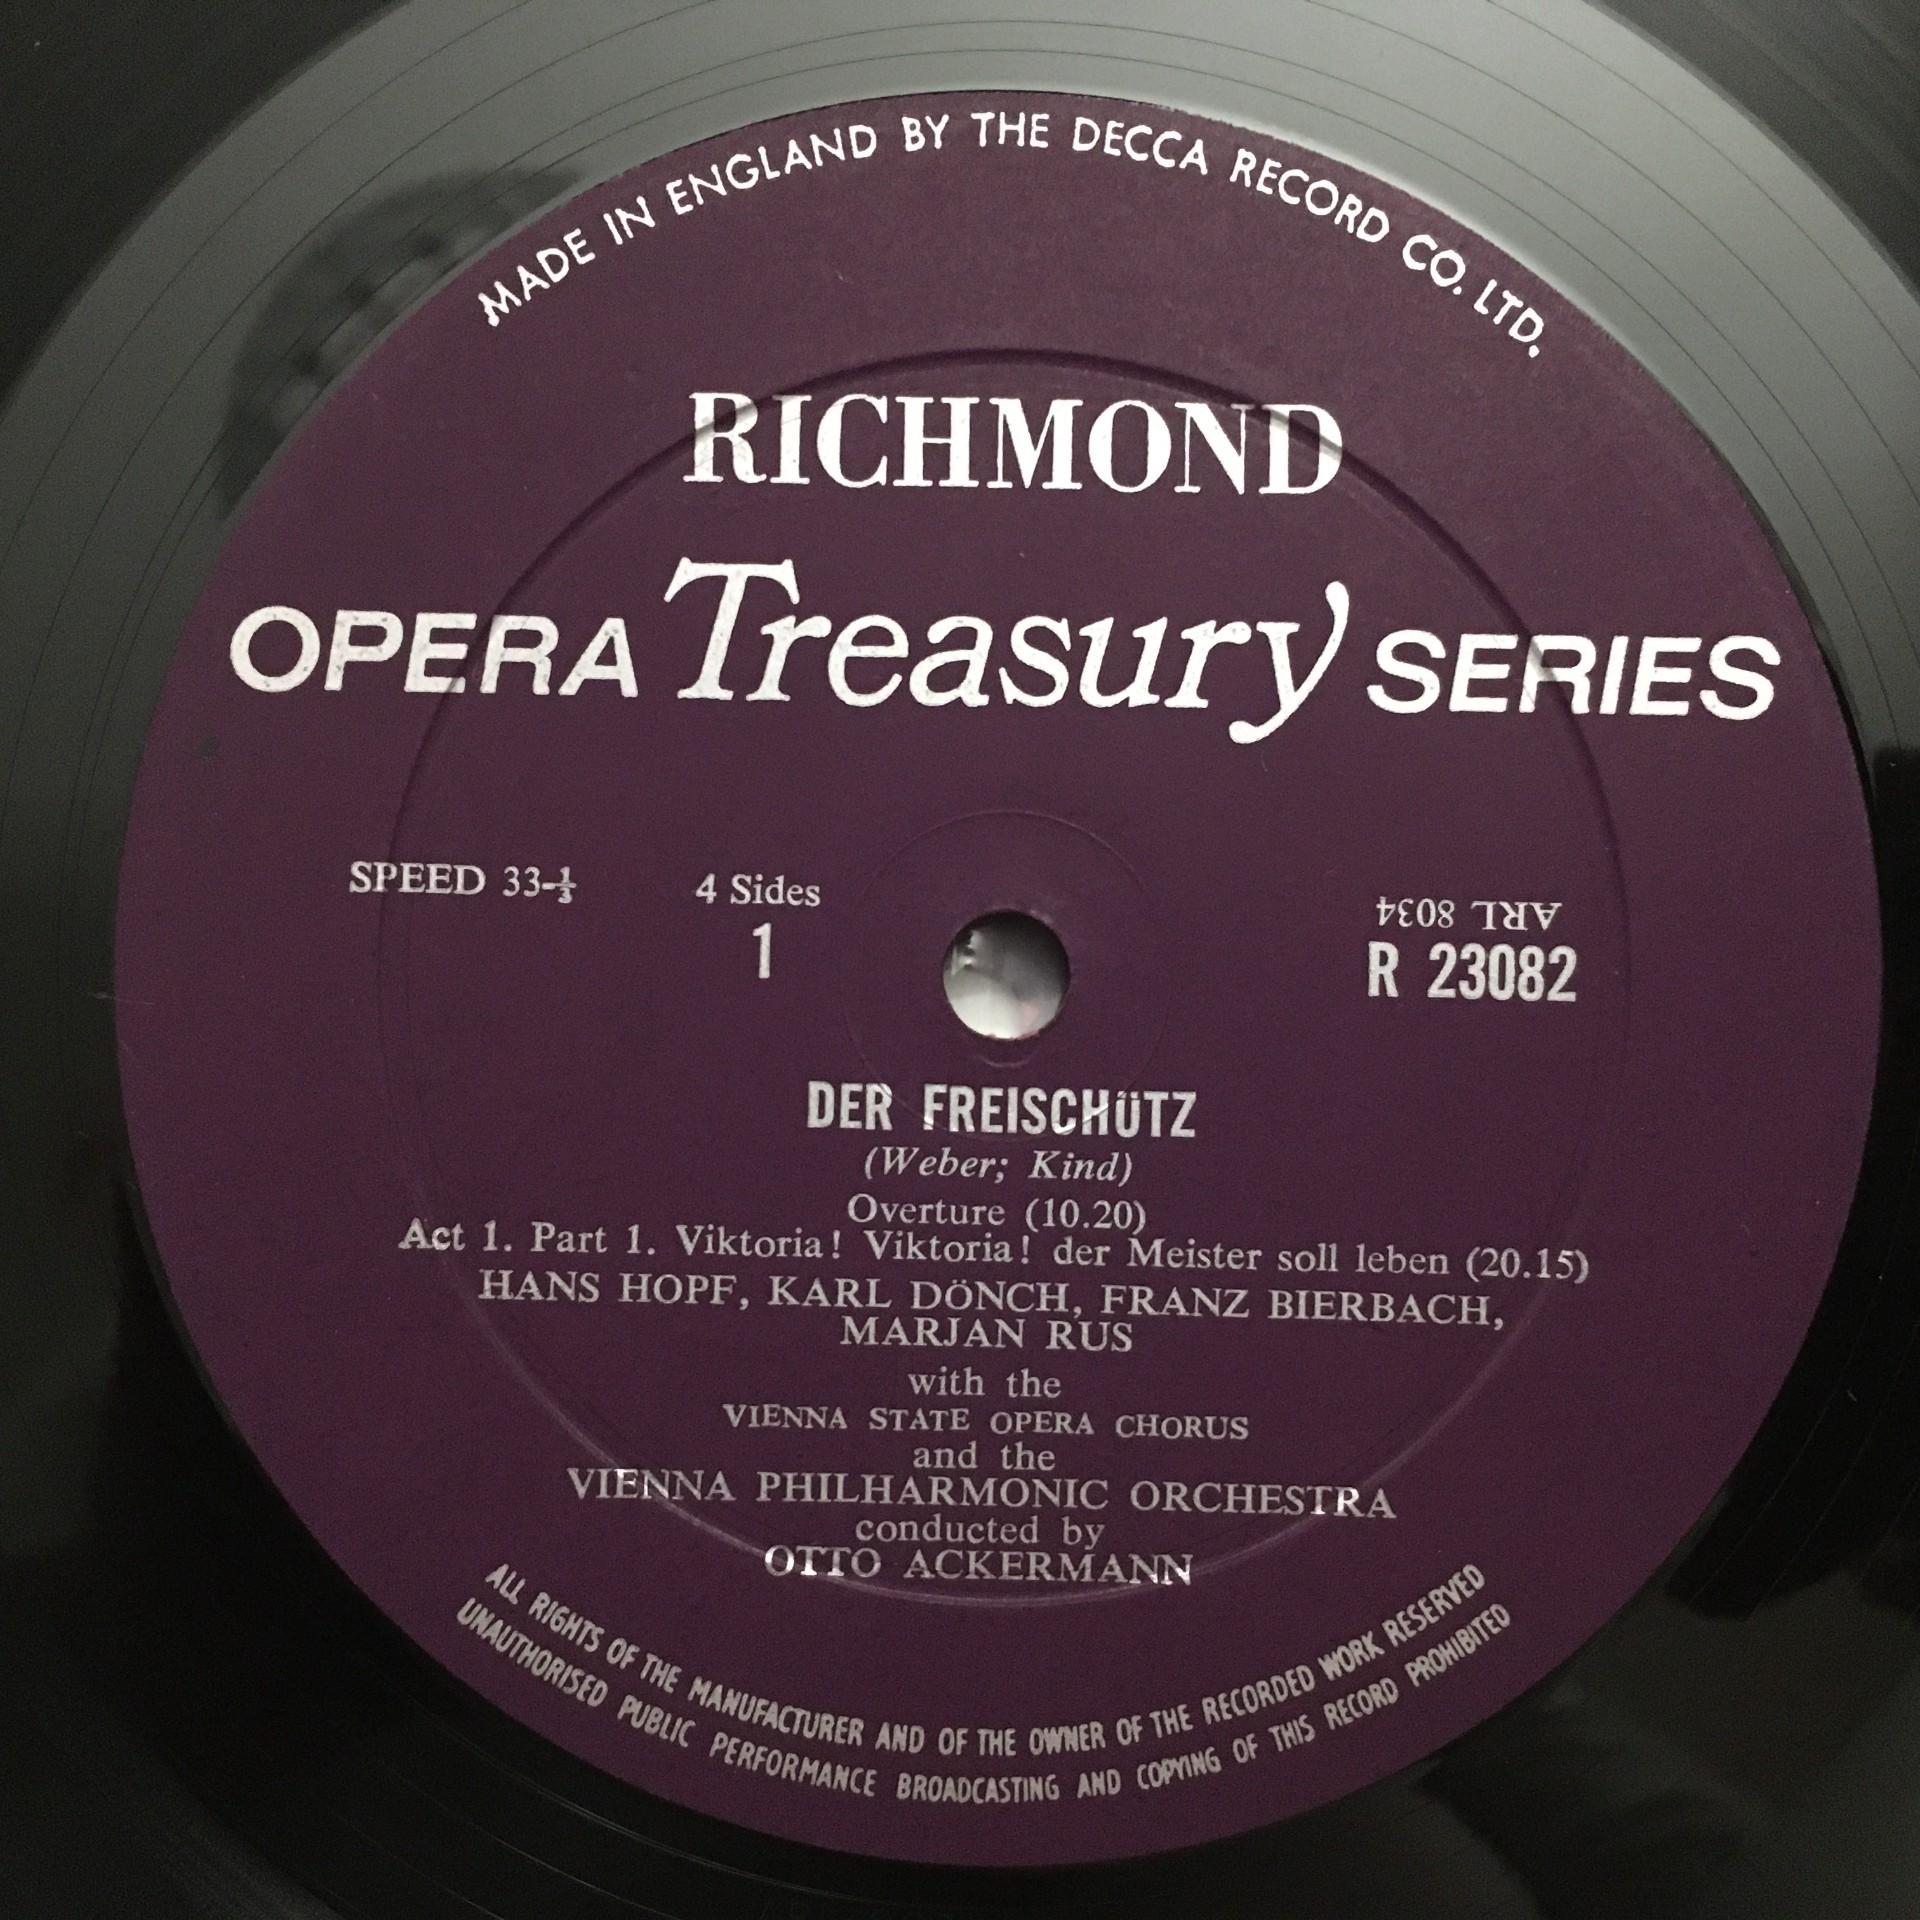 MADE IN ENGLAND BY THE DECCA RECORD CO. LTD.
RICHMOND
OPERA Treasury SERIES
SPEED 33-⅓
4 Sides
1
ARL 8034
R 23082
DER FREISCHÜTZ
(Weber; Kind)
Overture (10.20)
Act 1. Part 1. Viktoria! Viktoria! der Meister soll leben (20.15)
HANS HOPF, KARL DÖNCH, FRANZ BIERBACH,
MARJAN RUS
with the
VIENNA STATE OPERA CHORUS
and the
VIENNA PHILHARMONIC ORCHESTRA
conducted by
OTTO ACKERMANN
ALL RIGHTS OF THE MANUFACTURER AND OF THE OWNER OF THE RECORDED WORK RESERVED
UNAUTHORISED PUBLIC PERFORMANCE BROADCASTING AND COPYING OF THIS RECORD PROHIBITED